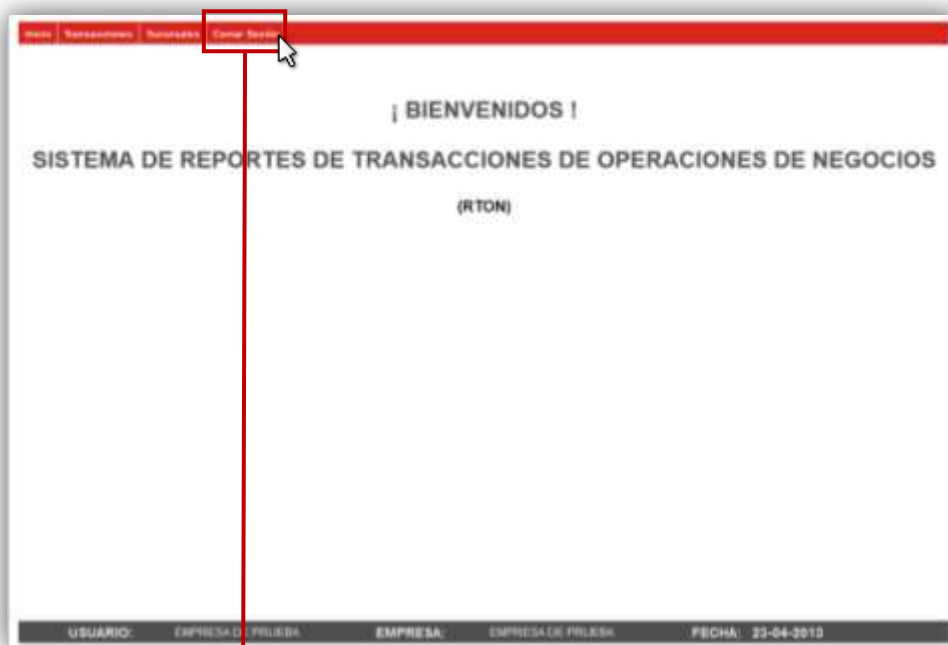 Inicio Transacciones Sucursales Cerrar Sesión
¡ BIENVENIDOS !
SISTEMA DE REPORTES DE TRANSACCIONES DE OPERACIONES DE NEGOCIOS
(RTON)
USUARIO: EMPRESA DE PRUEBA EMPRESA: EMPRESA DE PRUEBA FECHA: 23-04-2013